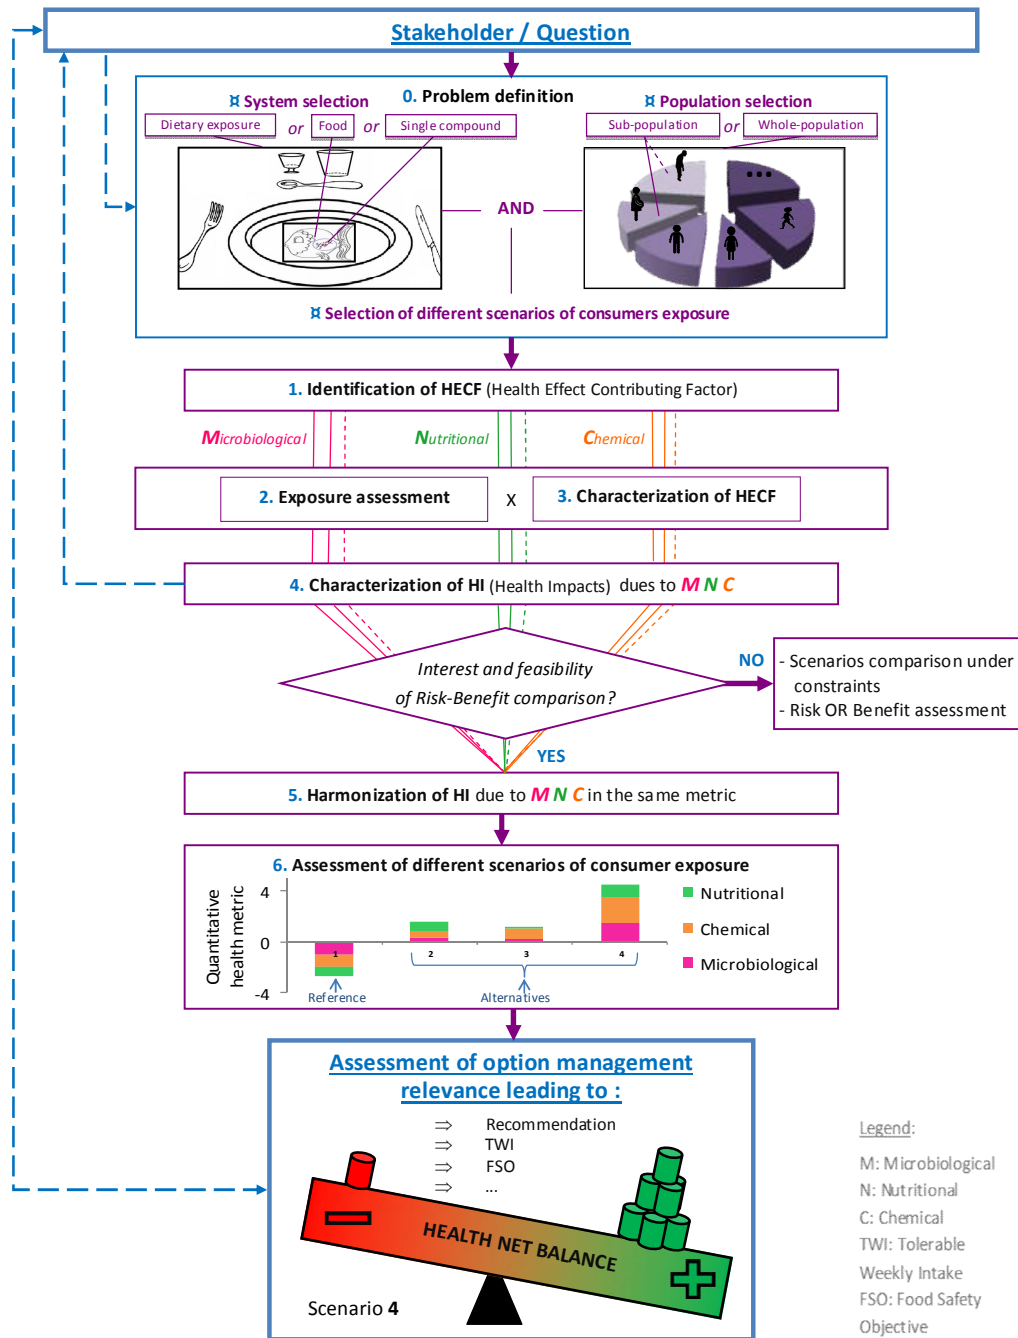 Stakeholder / Question
0. Problem definition
¤ System selection
¤ Population selection
Dietary exposure or Food or Single compound
Sub-population or Whole-population
AND
¤ Selection of different scenarios of consumers exposure
1. Identification of HECF (Health Effect Contributing Factor)
Microbiological
Nutritional
Chemical
2. Exposure assessment X 3. Characterization of HECF
4. Characterization of HI (Health Impacts) dues to M N C
Interest and feasibility
of Risk-Benefit comparison?
NO
- Scenarios comparison under
constraints
- Risk OR Benefit assessment
YES
5. Harmonization of HI due to M N C in the same metric
6. Assessment of different scenarios of consumer exposure
Quantitative
health metric
4
0
-4
1
2
3
4
Reference
Alternatives
Nutritional
Chemical
Microbiological
Assessment of option management
relevance leading to :
⇒ Recommendation
⇒ TWI
⇒ FSO
⇒ ...
HEALTH NET BALANCE
Scenario 4
Legend:
M: Microbiological
N: Nutritional
C: Chemical
TWI: Tolerable
Weekly Intake
FSO: Food Safety
Objective